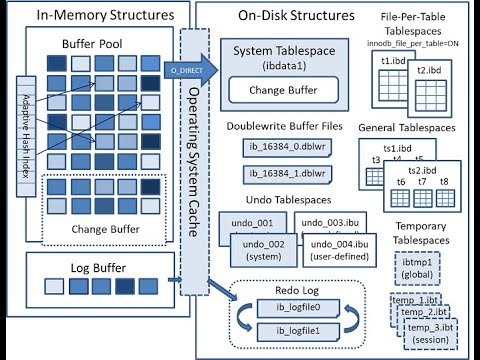 In-Memory Structures
Buffer Pool
Adaptive Hash Index
Change Buffer
Log Buffer
O_DIRECT
Operating System Cache
On-Disk Structures
System Tablespace
(ibdata1)
Change Buffer
Doublewrite Buffer Files
ib_16384_0.dblwr
ib_16384_1.dblwr
Undo Tablespaces
undo_001
undo_002
(system)
undo_003.ibu
undo_004.ibu
(user-defined)
Redo Log
ib_logfile0
ib_logfile1
File-Per-Table
Tablespaces
innodb_file_per_table=ON
t1.ibd
t2.ibd
General Tablespaces
ts1.ibd
t3 4 5
ts2.ibd
t6 t7 t8
Temporary
Tablespaces
ibtmp1
(global)
temp_1.ibt
temp_2.ibt
temp_3.ibt
(session)